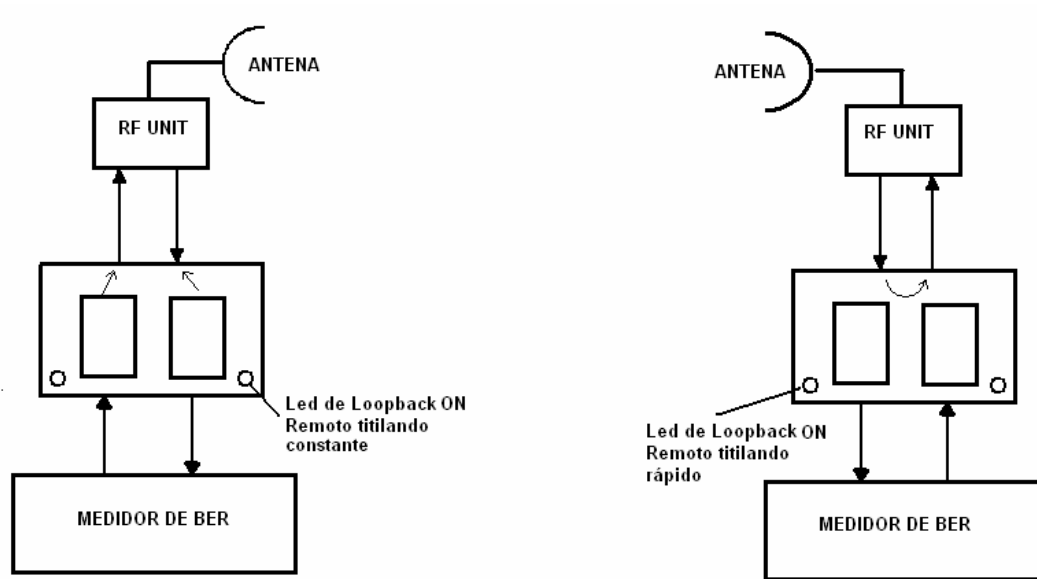 ANTENA
RF UNIT
Led de Loopback ON
Remoto titilando
constante
MEDIDOR DE BER
ANTENA
RF UNIT
Led de Loopback ON
Remoto titilando
rápido
MEDIDOR DE BER